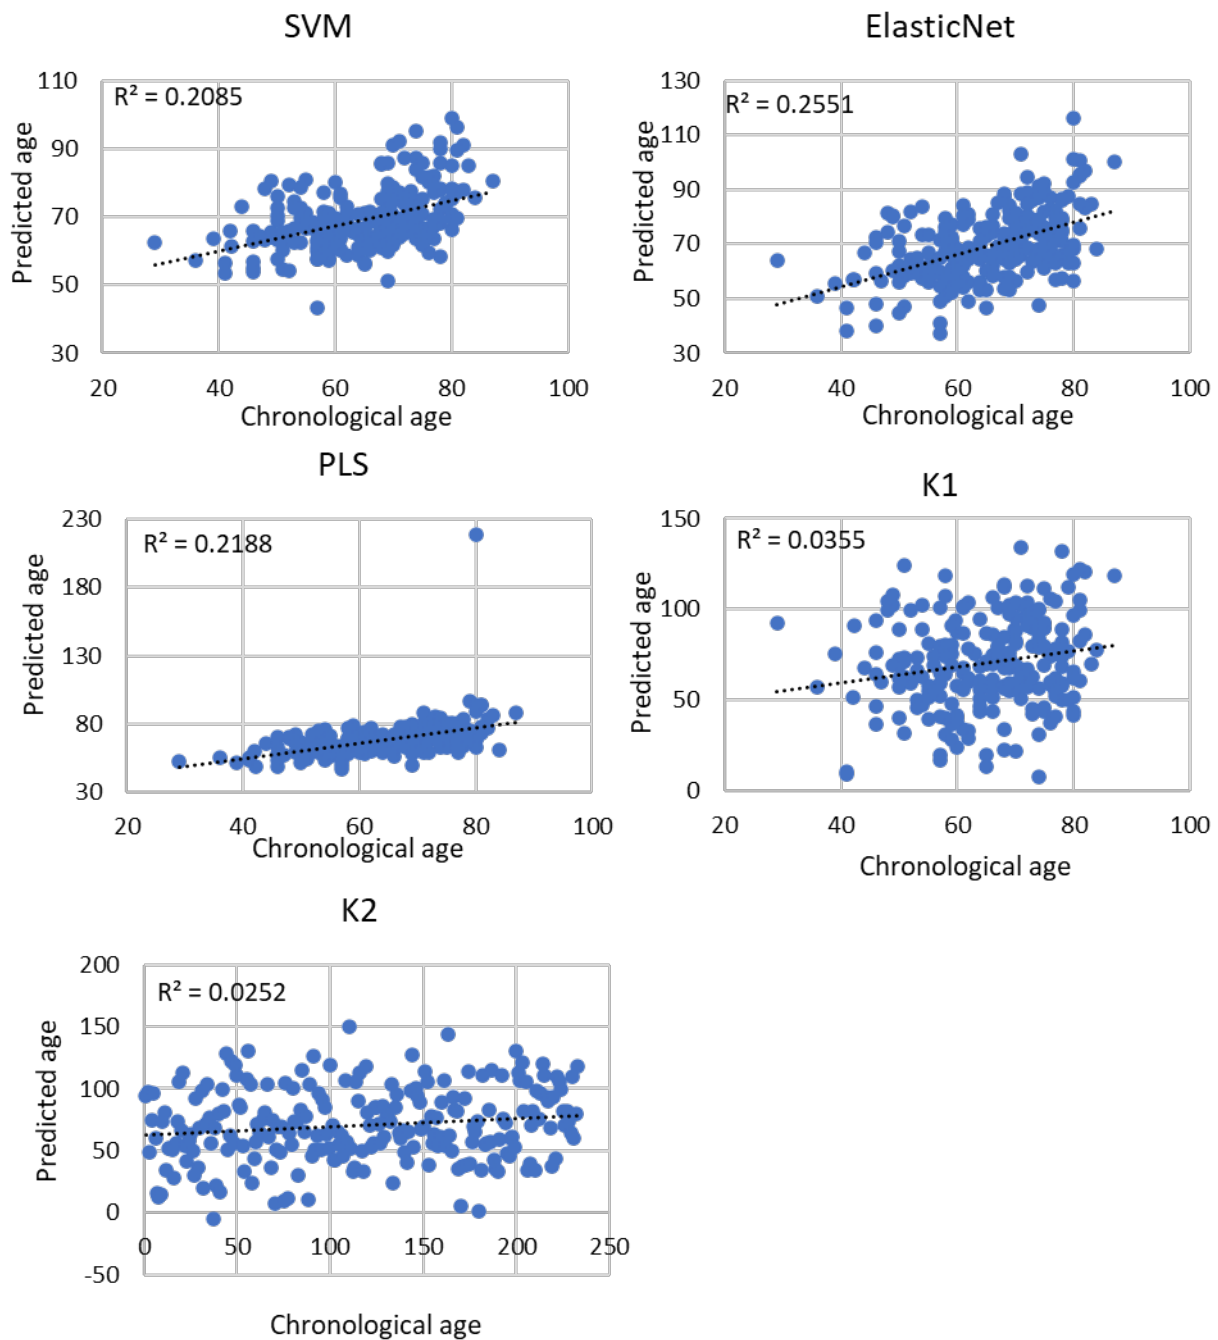 SVM
R² = 0.2085
110
90
70
50
30
20 40 60 80 100
Predicted age
Chronological age
ElasticNet
R² = 0.2551
130
110
90
70
50
30
20 40 60 80 100
Predicted age
Chronological age
PLS
R² = 0.2188
230
180
130
80
30
20 40 60 80 100
Predicted age
Chronological age
K1
R² = 0.0355
150
100
50
0
20 40 60 80 100
Predicted age
Chronological age
K2
R² = 0.0252
200
150
100
50
0
-50
0 50 100 150 200 250
Predicted age
Chronological age